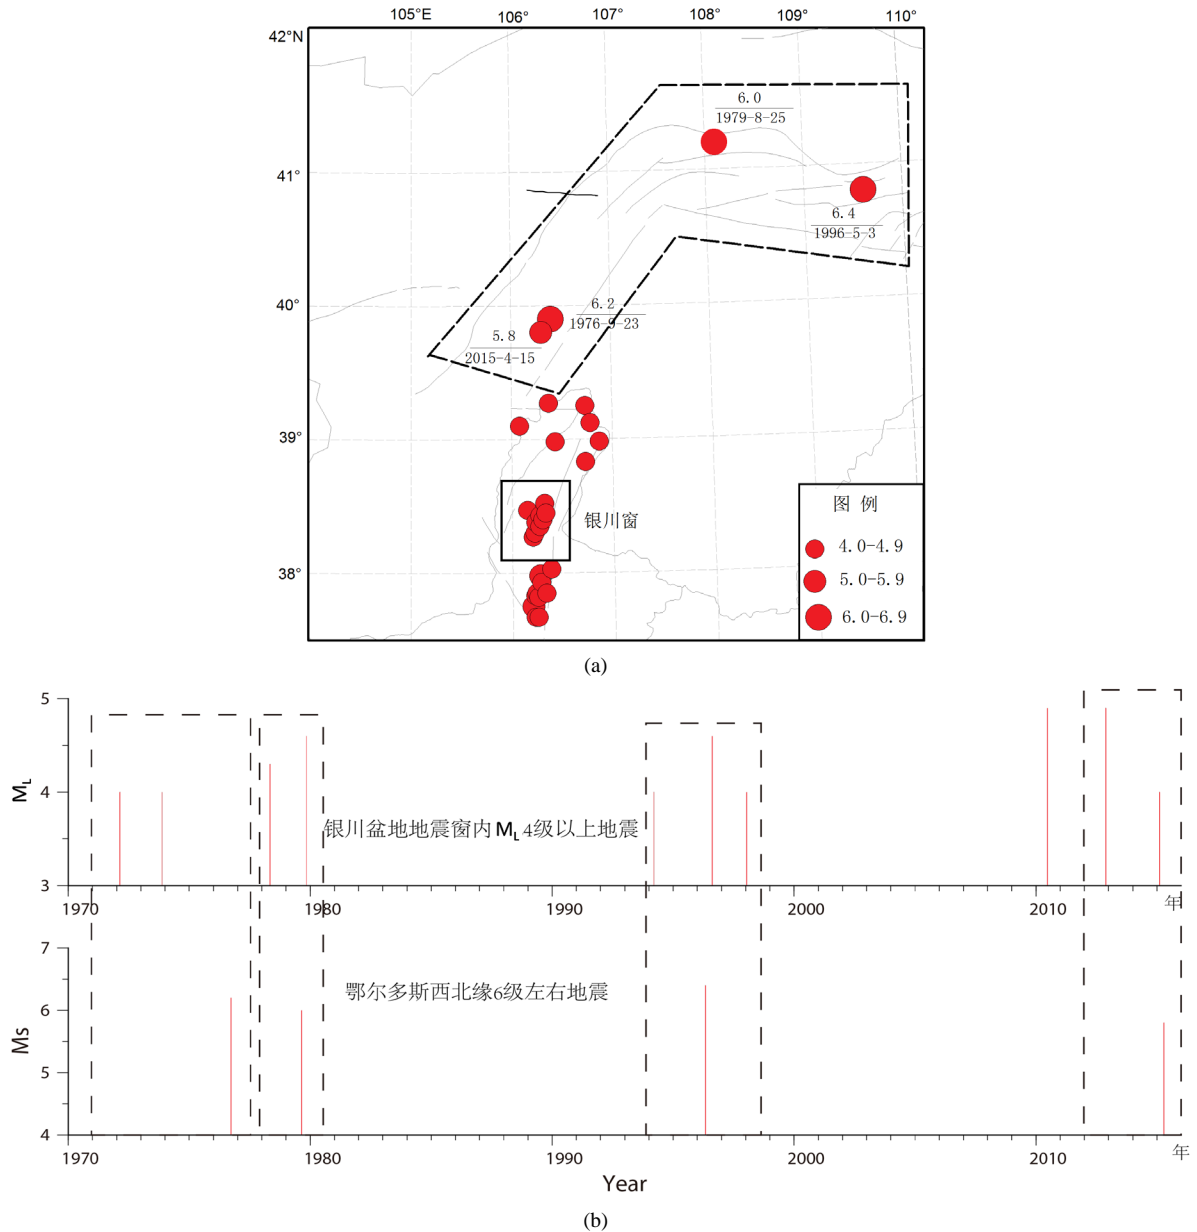 105°E 106° 107° 108° 109° 110°
42°N
6.0
1979-8-25
41°
6.4
1996-5-3
40°
6.2
1976-9-23
5.8
2015-4-15
39°
银川窗
38°
图 例
4.0-4.9
5.0-5.9
6.0-6.9
(a)
5
4
3
M_L
银川盆地地震窗内M_L 4级以上地震
1970 1980 1990 2000 2010 年
7
6
5
4
Ms
鄂尔多斯西北缘6级左右地震
1970 1980 1990 2000 2010 年
Year
(b)